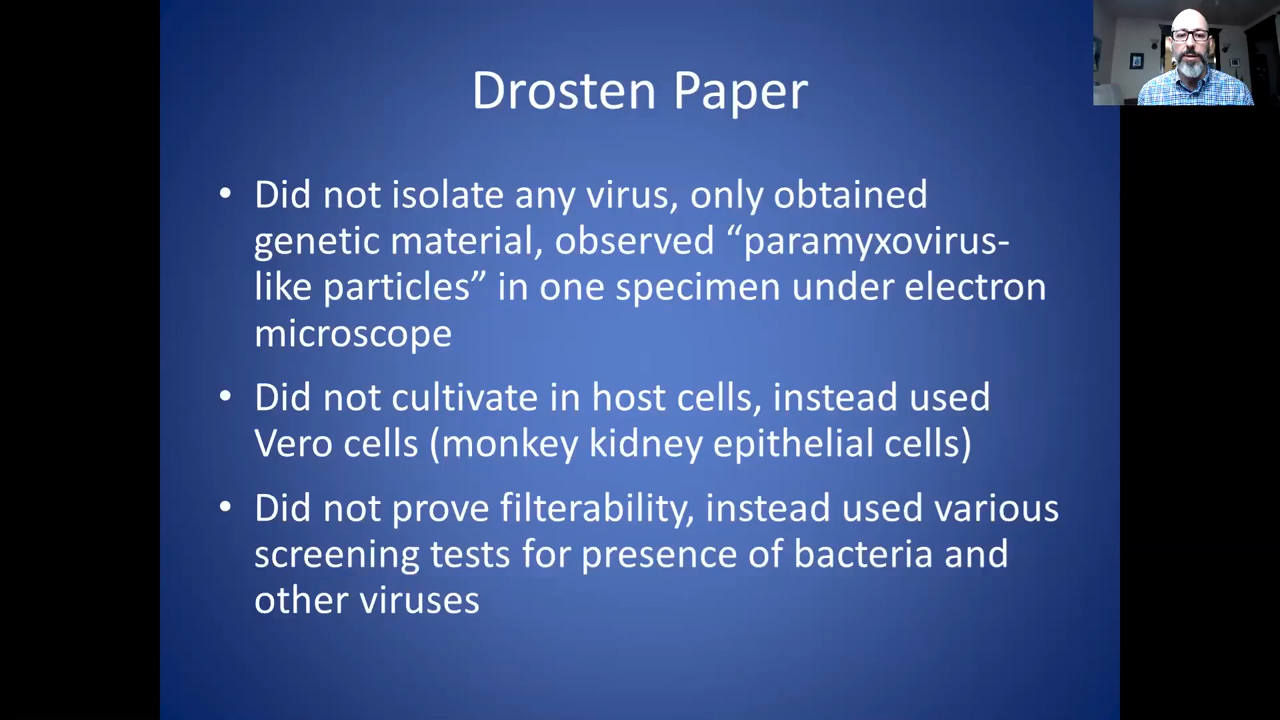 Drosten Paper
• Did not isolate any virus, only obtained
genetic material, observed “paramyxovirus-
like particles” in one specimen under electron
microscope
• Did not cultivate in host cells, instead used
Vero cells (monkey kidney epithelial cells)
• Did not prove filterability, instead used various
screening tests for presence of bacteria and
other viruses